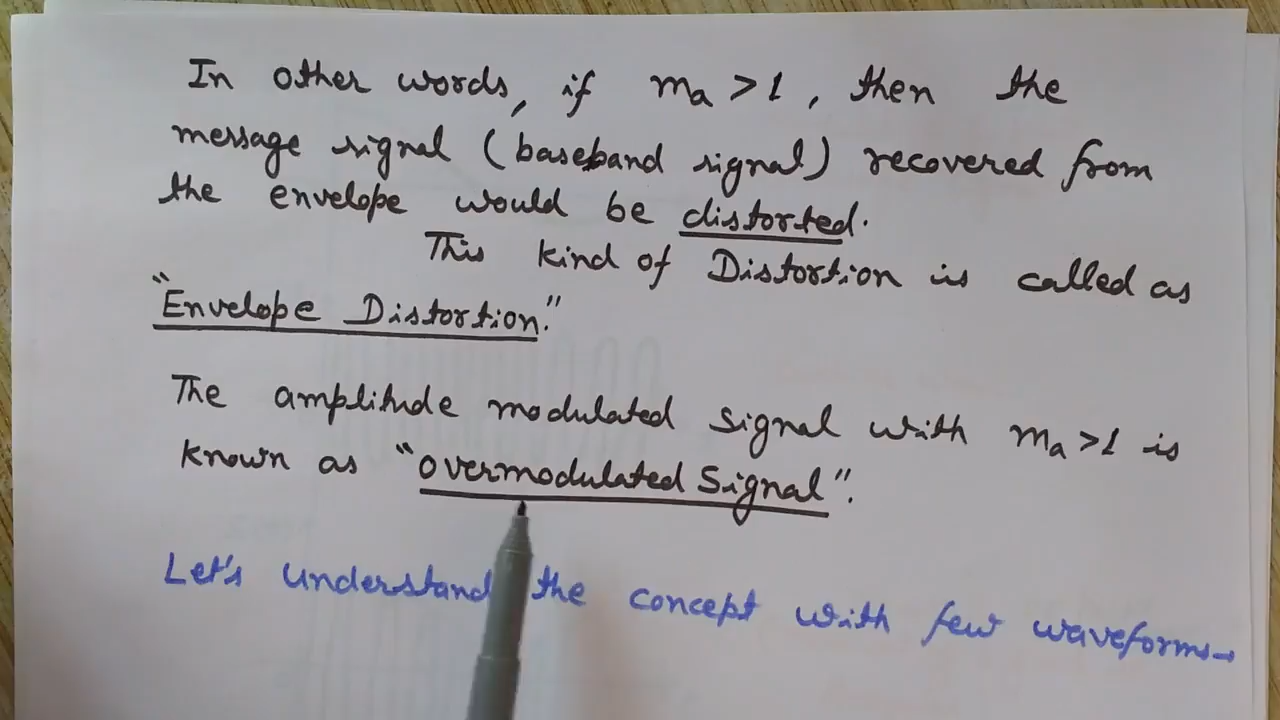 In other words, if ma > 1, then the
message signal (baseband signal) recovered from
the envelope would be distorted.
This kind of Distortion is called as
"Envelope Distortion."
The amplitude modulated signal with ma > 1 is
known as "overmodulated Signal".
Let's understand the concept with few waveforms→